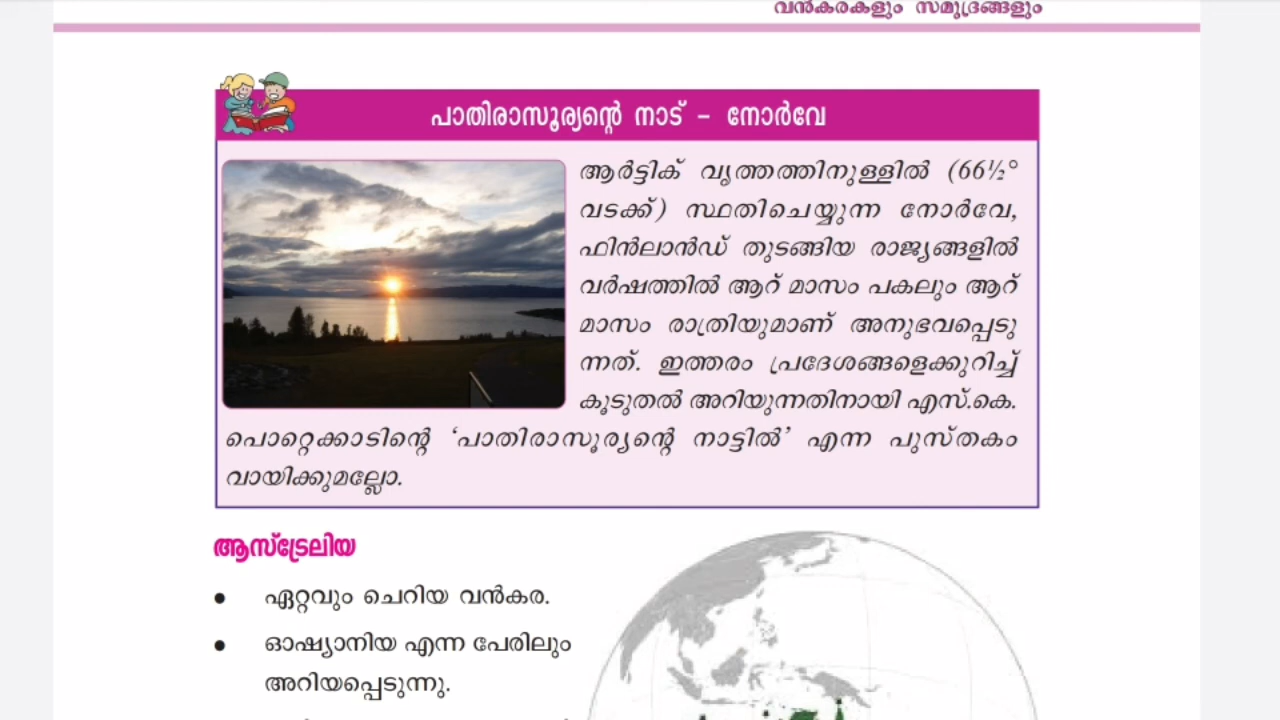 വൻകരകളും സമുദ്രങ്ങളും
പാതിരാസൂര്യന്റെ നാട് - നോർവേ
ആർട്ടിക് വൃത്തത്തിനുള്ളിൽ (66½°
വടക്ക്) സ്ഥതിചെയ്യുന്ന നോർവേ,
ഫിൻലാൻഡ് തുടങ്ങിയ രാജ്യങ്ങളിൽ
വർഷത്തിൽ ആറ് മാസം പകലും ആറ്
മാസം രാത്രിയുമാണ് അനുഭവപ്പെടു
ന്നത്. ഇത്തരം പ്രദേശങ്ങളെക്കുറിച്ച്
കൂടുതൽ അറിയുന്നതിനായി എസ്.കെ.
പൊറ്റെക്കാടിന്റെ ‘പാതിരാസൂര്യന്റെ നാട്ടിൽ’ എന്ന പുസ്തകം
വായിക്കുമല്ലോ.
ആസ്ട്രേലിയ
● ഏറ്റവും ചെറിയ വൻകര.
● ഓഷ്യാനിയ എന്ന പേരിലും
അറിയപ്പെടുന്നു.